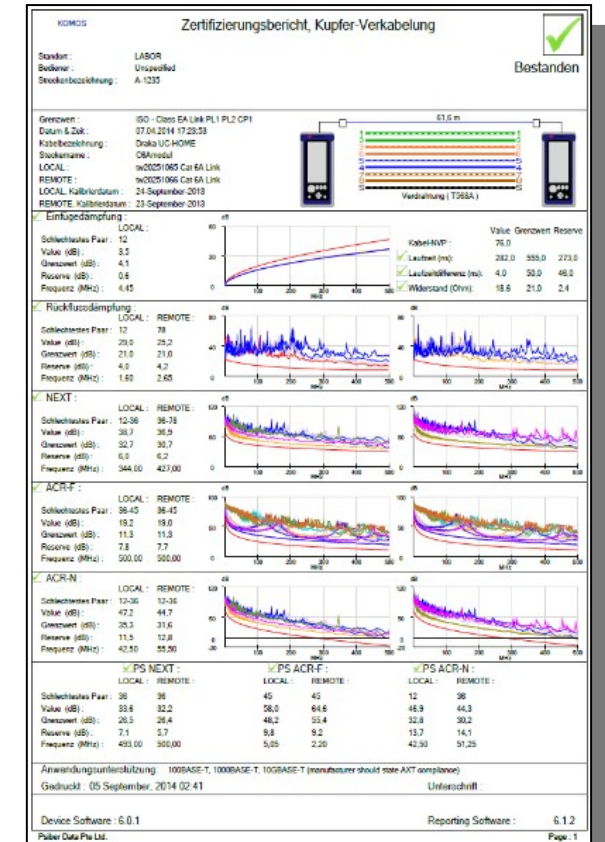 KOMOS
Zertifizierungsbericht, Kupfer-Verkabelung
Standort : LABOR
Bediener : Unspecified
Streckenbezeichnung : A-1235
Bestanden
Grenzwert : ISO - Class EA Link PL1 PL2 CP1
Datum & Zeit : 07.04.2014 17:23:53
Kabelbezeichnung : Draka UC-HOME
Steckername : C6Amodul
LOCAL : sw20251065 Cat 6A Link
REMOTE : sw20251066 Cat 6A Link
LOCAL, Kalibrierdatum : 24-September-2013
REMOTE, Kalibrierdatum : 23-September-2013
61,6 m
Verdrahtung ( T568A )
Einfügedämpfung :
LOCAL :
Schlechtestes Paar : 12
Value (dB) : 3,5
Grenzwert (dB) : 4,1
Reserve (dB) : 0,6
Frequenz (MHz) : 4.45
Value Grenzwert Reserve
Kabel-NVP : 76,0
Laufzeit (ns): 282,0 555,0 273,0
Laufzeitdifferenz (ns): 4,0 50,0 46,0
Widerstand (Ohm): 18,6 21,0 2,4
Rückflussdämpfung :
LOCAL : REMOTE :
Schlechtestes Paar : 12 78
Value (dB) : 25,2
Grenzwert (dB) : 21,0 21,0
Reserve (dB) : 4,0 4,2
Frequenz (MHz) : 1,60 2,65
NEXT :
LOCAL : REMOTE :
Schlechtestes Paar : 12-36 36-78
Value (dB) : 38,7 36,9
Grenzwert (dB) : 32,7 30,7
Reserve (dB) : 6,0 6,2
Frequenz (MHz) : 344,00 427,00
ACR-F :
LOCAL : REMOTE :
Schlechtestes Paar : 36-45 36-45
Value (dB) : 19,2 19,0
Grenzwert (dB) : 11,3 11,3
Reserve (dB) : 7,8 7,7
Frequenz (MHz) : 500,00 500,00
ACR-N :
LOCAL : REMOTE :
Schlechtestes Paar : 12-36 12-36
Value (dB) : 47,2 44,7
Grenzwert (dB) : 35,3 31,6
Reserve (dB) : 11,5 12,8
Frequenz (MHz) : 42,50 55,50
PS NEXT : PS ACR-F : PS ACR-N :
LOCAL : REMOTE : LOCAL : REMOTE : LOCAL : REMOTE :
Schlechtestes Paar : 36 36 45 45 12 36
Value (dB) : 33,6 32,2 58,0 64,6 46,9 44,3
Grenzwert (dB) : 26,5 26,4 48,2 55,4 32,8 30,2
Reserve (dB) : 7,1 5,7 9,8 9,2 13,7 14,1
Frequenz (MHz) : 493,00 500,00 5,05 2,20 42,50 51,25
Anwendungsunterstützung: 100BASE-T, 1000BASE-T, 10GBASE-T (manufacturer should state AXT compliance)
Gedruckt : 05 September, 2014 02:41 Unterschrift :
Device Software : 6.0.1 Reporting Software : 6.1.2
Psiber Data Pte Ltd. Page : 1